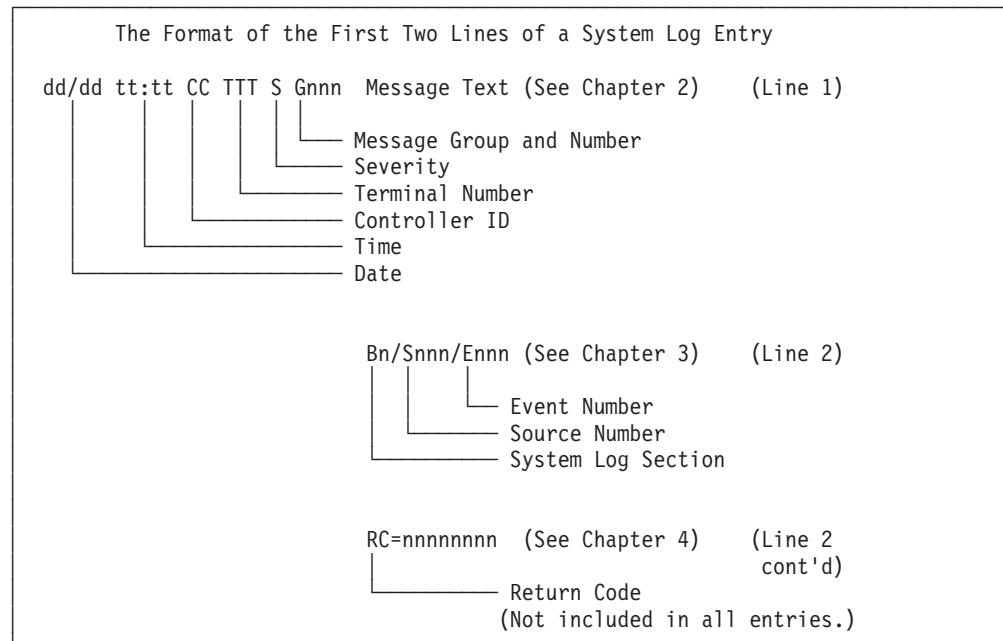 The Format of the First Two Lines of a System Log Entry
dd/dd tt:tt CC TTT S Gnnn Message Text (See Chapter 2) (Line 1)
Message Group and Number
Severity
Terminal Number
Controller ID
Time
Date
Bn/Snnn/Ennn (See Chapter 3) (Line 2)
Event Number
Source Number
System Log Section
RC=nnnnnnnn (See Chapter 4) (Line 2
cont'd)
Return Code
(Not included in all entries.)